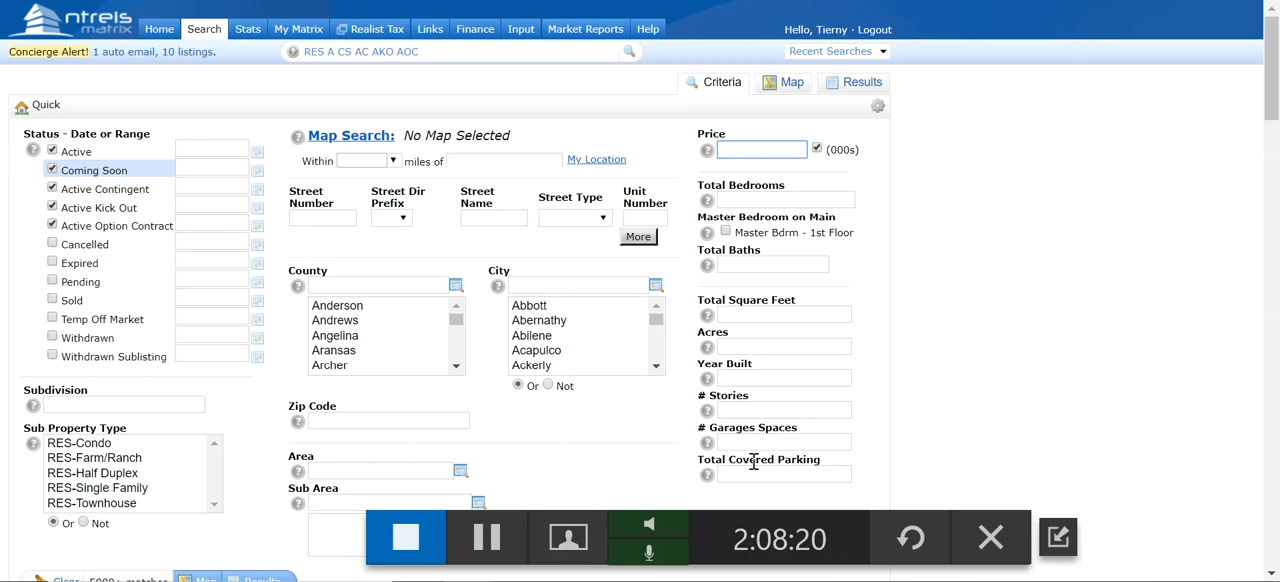 ntreis
matrix
Home Search Stats My Matrix Realist Tax Links Finance Input Market Reports Help
Hello, Tierny · Logout
Concierge Alert! 1 auto email, 10 listings.
RES A CS AC AKO AOC
Recent Searches
Criteria Map Results
Quick
Status - Date or Range
Active
Coming Soon
Active Contingent
Active Kick Out
Active Option Contract
Cancelled
Expired
Pending
Sold
Temp Off Market
Withdrawn
Withdrawn Sublisting
Subdivision
Sub Property Type
RES-Condo
RES-Farm/Ranch
RES-Half Duplex
RES-Single Family
RES-Townhouse
Or Not
Map Search: No Map Selected
Within miles of My Location
Street Number
Street Dir Prefix
Street Name
Street Type
Unit Number
More
County
Anderson
Andrews
Angelina
Aransas
Archer
City
Abbott
Abernathy
Abilene
Acapulco
Ackerly
Or Not
Zip Code
Area
Sub Area
Price
(000s)
Total Bedrooms
Master Bedroom on Main
Master Bdrm - 1st Floor
Total Baths
Total Square Feet
Acres
Year Built
# Stories
# Garages Spaces
Total Covered Parking
2:08:20
Clear 5000+ matches Map Results